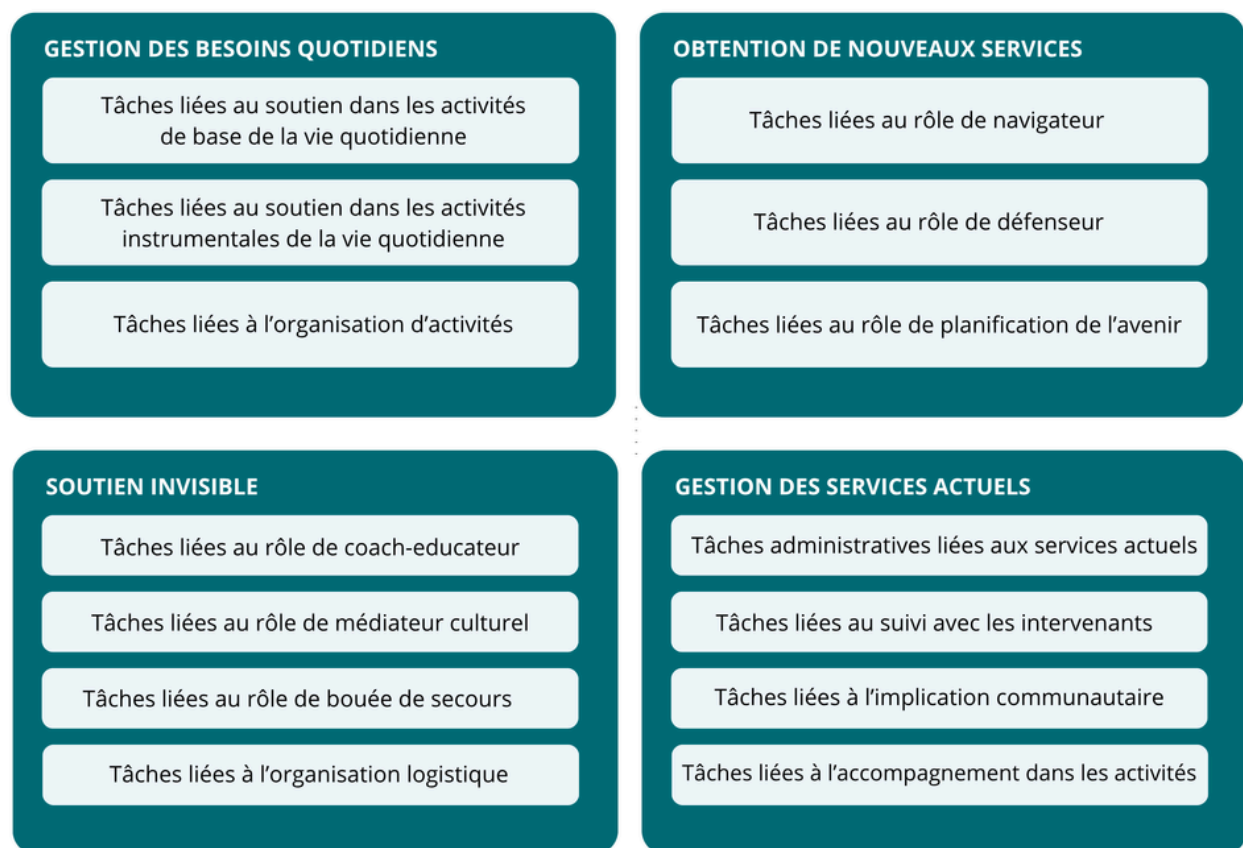 GESTION DES BESOINS QUOTIDIENS
Tâches liées au soutien dans les activités
de base de la vie quotidienne
Tâches liées au soutien dans les activités
instrumentales de la vie quotidienne
Tâches liées à l’organisation d’activités
OBTENTION DE NOUVEAUX SERVICES
Tâches liées au rôle de navigateur
Tâches liées au rôle de défenseur
Tâches liées au rôle de planification de l’avenir
SOUTIEN INVISIBLE
Tâches liées au rôle de coach-educateur
Tâches liées au rôle de médiateur culturel
Tâches liées au rôle de bouée de secours
Tâches liées à l’organisation logistique
GESTION DES SERVICES ACTUELS
Tâches administratives liées aux services actuels
Tâches liées au suivi avec les intervenants
Tâches liées à l’implication communautaire
Tâches liées à l’accompagnement dans les activités